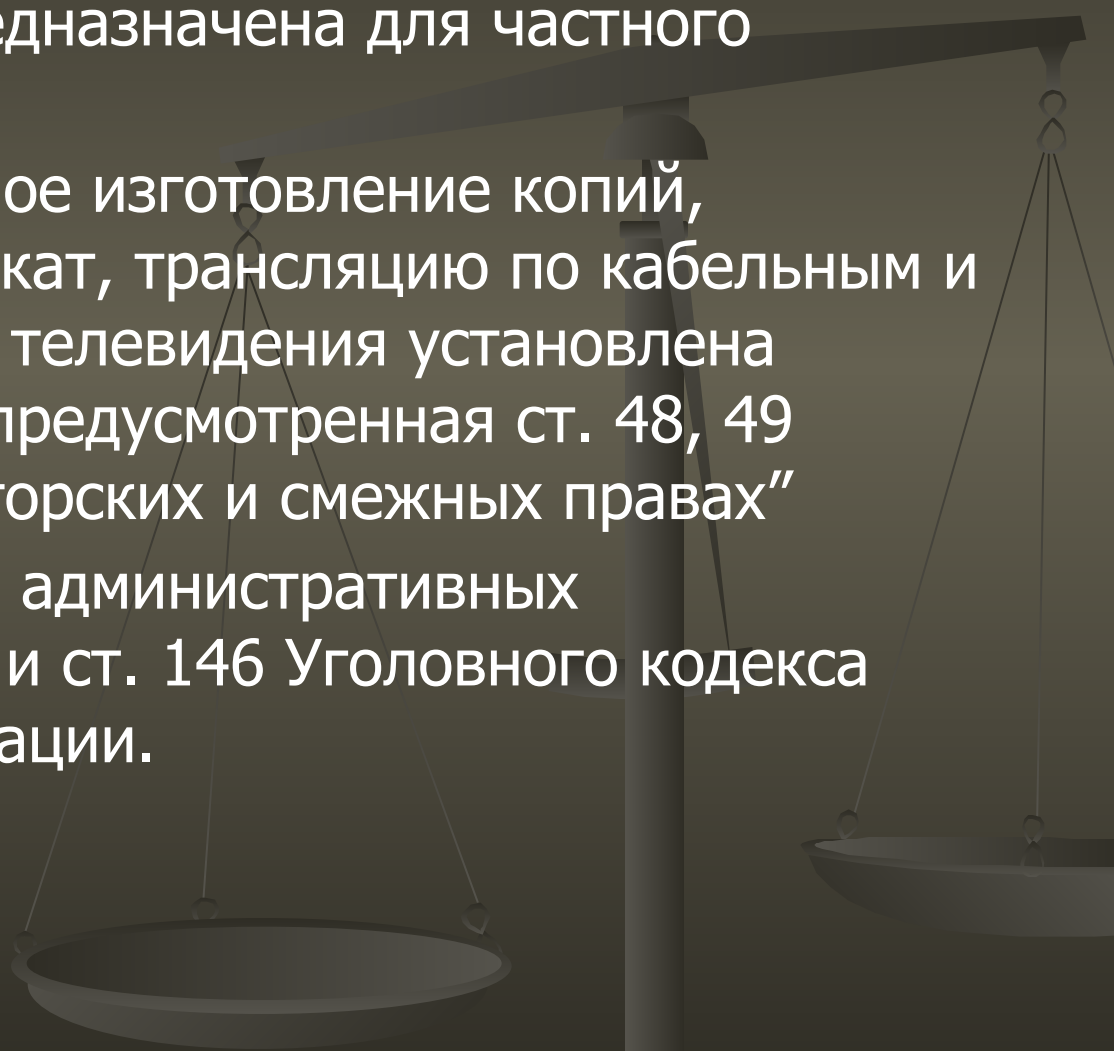 едназначена для частного
ое изготовление копий,
кат, трансляцию по кабельным и
телевидения установлена
предусмотренная ст. 48, 49
торских и смежных правах”
административных
и ст. 146 Уголовного кодекса
ации.